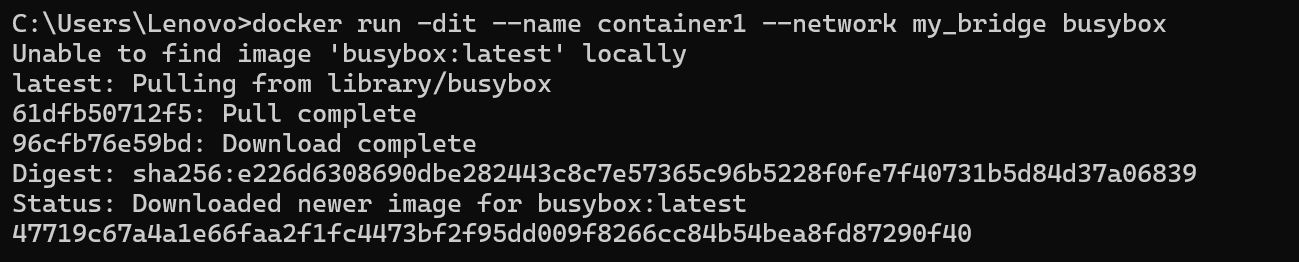 C:\Users\Lenovo>docker run -dit --name container1 --network my_bridge busybox
Unable to find image 'busybox:latest' locally
latest: Pulling from library/busybox
61dfb50712f5: Pull complete
96cfb76e59bd: Download complete
Digest: sha256:e226d6308690dbe282443c8c7e57365c96b5228f0fe7f40731b5d84d37a06839
Status: Downloaded newer image for busybox:latest
47719c67a4a1e66faa2f1fc4473bf2f95dd009f8266cc84b54bea8fd87290f40